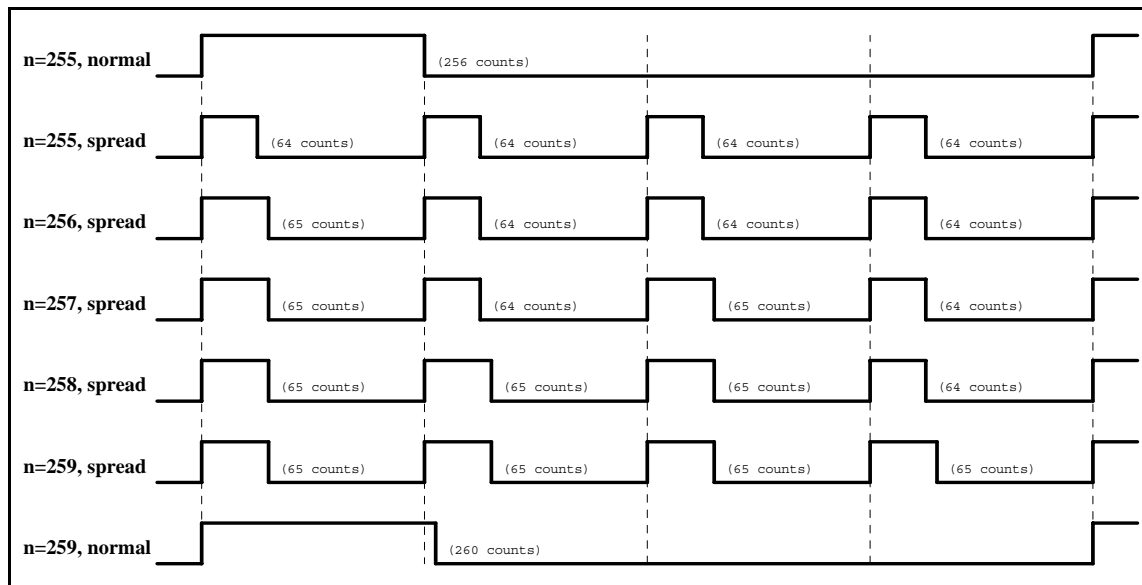 n=255, normal (256 counts)
n=255, spread (64 counts) (64 counts) (64 counts) (64 counts)
n=256, spread (65 counts) (64 counts) (64 counts) (64 counts)
n=257, spread (65 counts) (64 counts) (65 counts) (64 counts)
n=258, spread (65 counts) (65 counts) (65 counts) (64 counts)
n=259, spread (65 counts) (65 counts) (65 counts) (65 counts)
n=259, normal (260 counts)